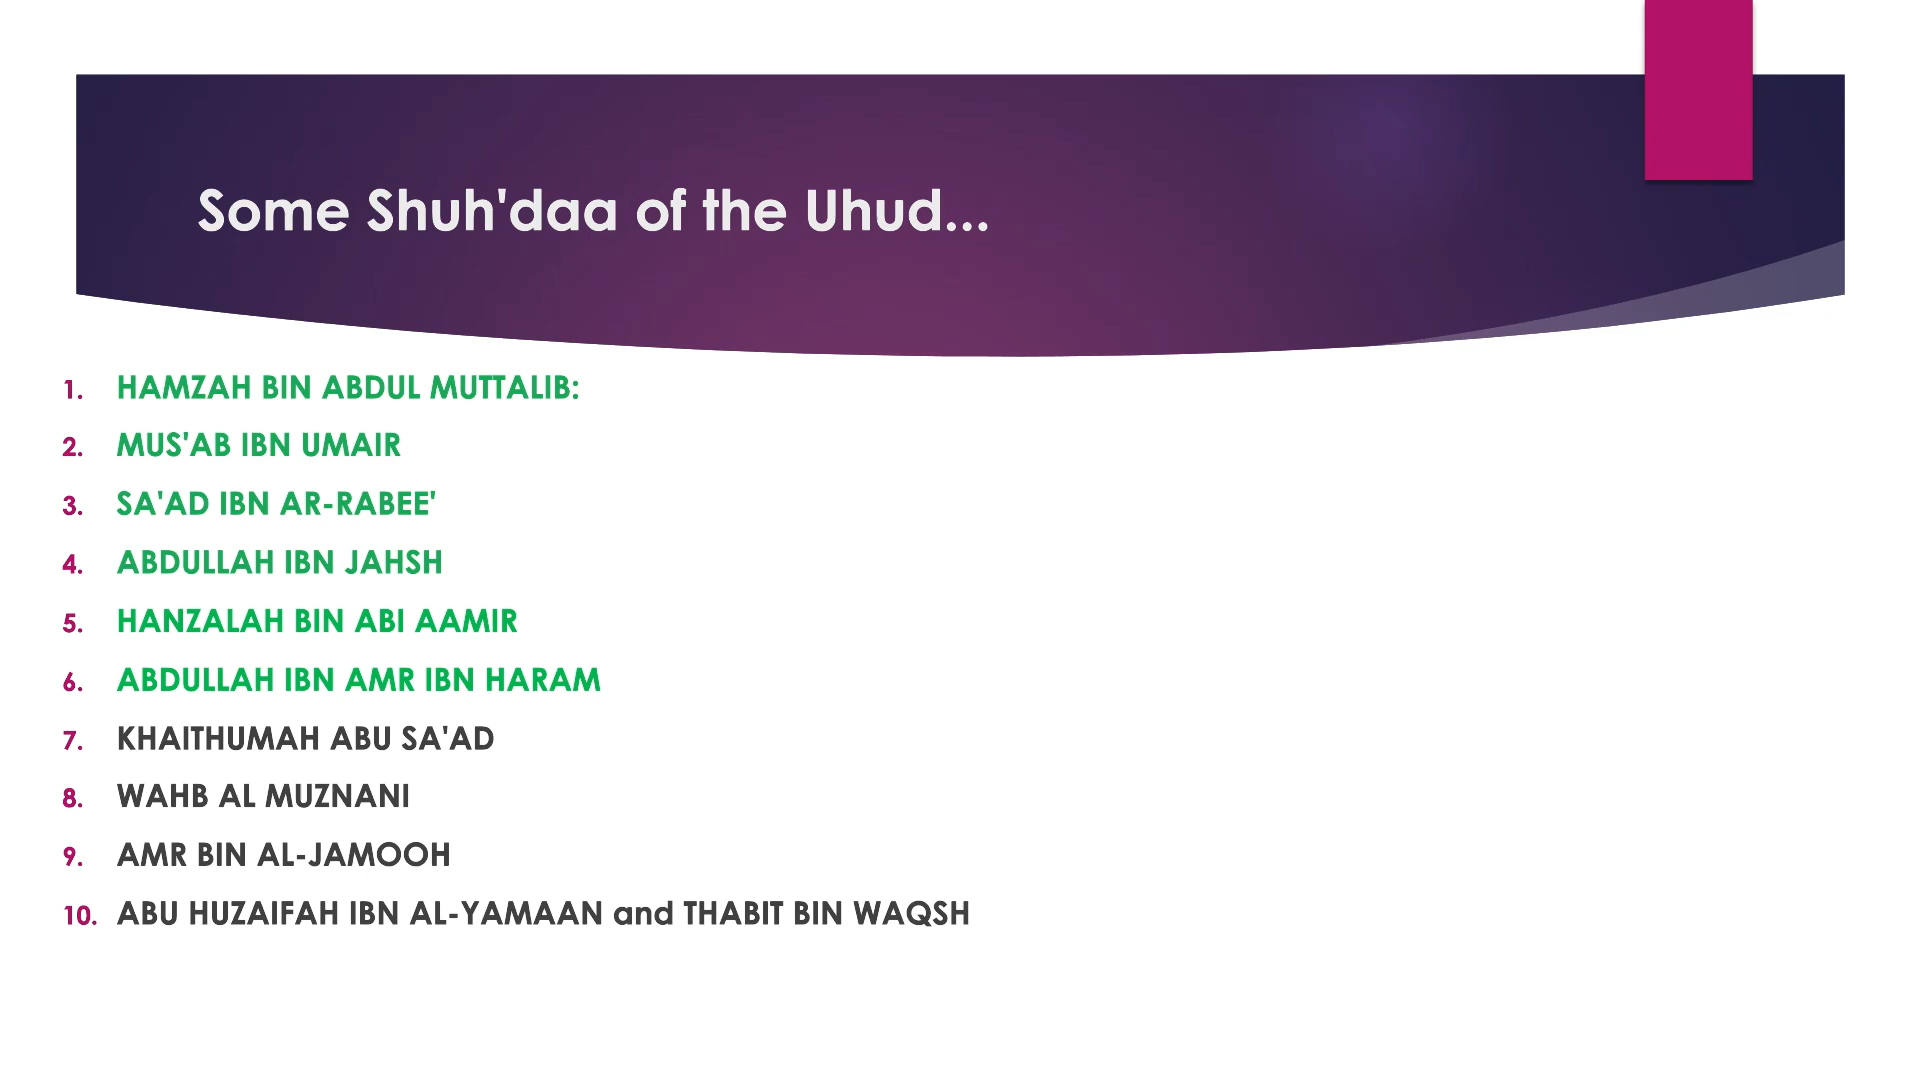 Some Shuh'daa of the Uhud...
1. HAMZAH BIN ABDUL MUTTALIB:
2. MUS'AB IBN UMAIR
3. SA'AD IBN AR-RABEE'
4. ABDULLAH IBN JAHSH
5. HANZALAH BIN ABI AAMIR
6. ABDULLAH IBN AMR IBN HARAM
7. KHAITHUMAH ABU SA'AD
8. WAHB AL MUZNANI
9. AMR BIN AL-JAMOOH
10. ABU HUZAIFAH IBN AL-YAMAAN and THABIT BIN WAQSH